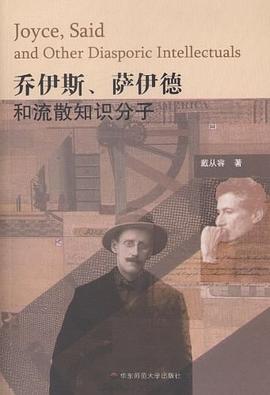 Joyce, Said
and Other Diasporic Intellectuals
乔伊斯、萨伊德
和流散知识分子
戴从容 著
华东师范大学出版社